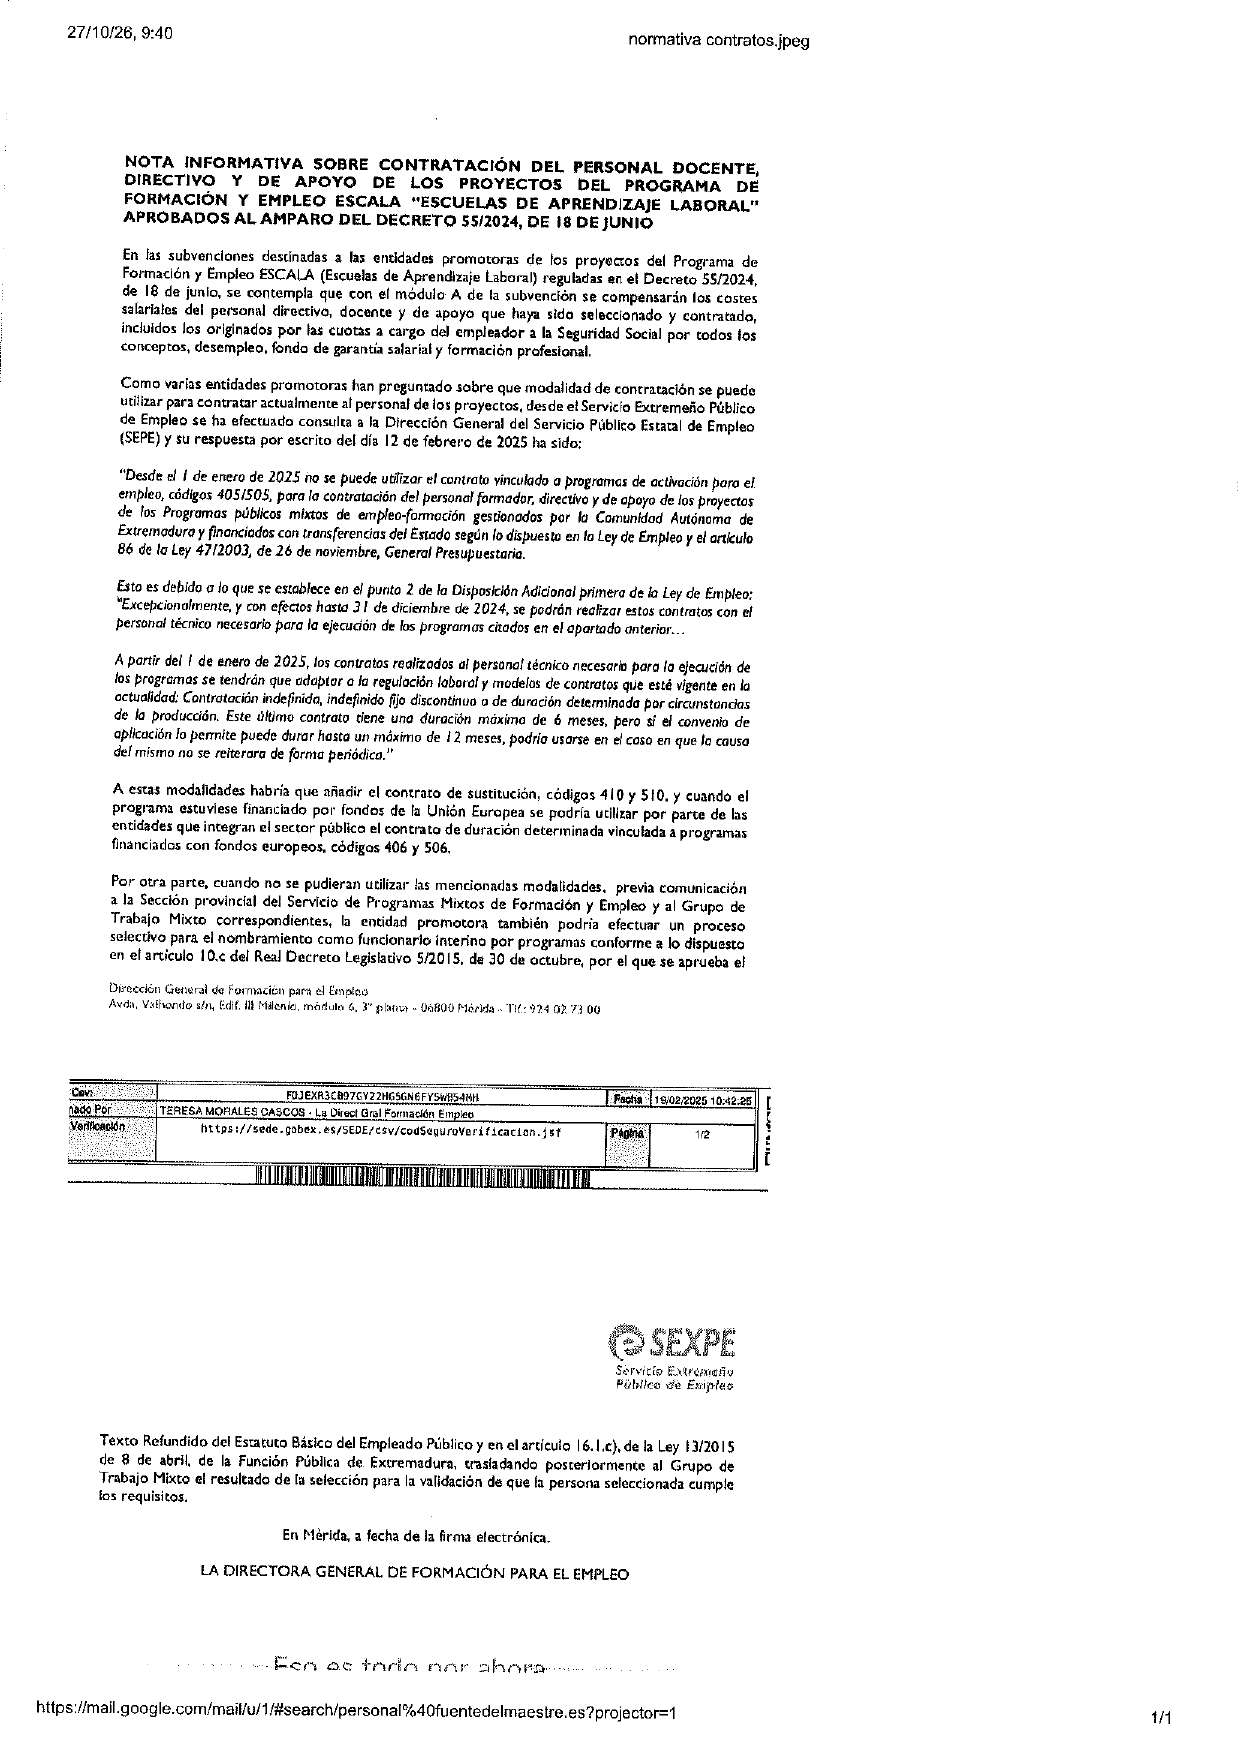 27/10/26, 9:40
normativa contratos.jpeg
NOTA INFORMATIVA SOBRE CONTRATACIÓN DEL PERSONAL DOCENTE,
DIRECTIVO Y DE APOYO DE LOS PROYECTOS DEL PROGRAMA DE
FORMACIÓN Y EMPLEO ESCALA "ESCUELAS DE APRENDIZAJE LABORAL"
APROBADOS AL AMPARO DEL DECRETO 55/2024, DE 18 DE JUNIO
En las subvenciones destinadas a las entidades promotoras de los proyectos del Programa de
Formación y Empleo ESCALA (Escuelas de Aprendizaje Laboral) reguladas en el Decreto 55/2024,
de 18 de junio, se contempla que con el módulo A de la subvención se compensarán los costes
salariales del personal directivo, docente y de apoyo que haya sido seleccionado y contratado,
incluidos los originados por las cuotas a cargo del empleador a la Seguridad Social por todos los
conceptos, desempleo, fondo de garantía salarial y formación profesional.
Como varias entidades promotoras han preguntado sobre que modalidad de contratación se puede
utilizar para contratar actualmente al personal de los proyectos, desde el Servicio Extremeño Público
de Empleo se ha efectuado consulta a la Dirección General del Servicio Público Estatal de Empleo
(SEPE) y su respuesta por escrito del día 12 de febrero de 2025 ha sido:
"Desde el 1 de enero de 2025 no se puede utilizar el contrato vinculado a programas de activación para el
empleo, códigos 405/505, para la contratación del personal formador, directivo y de apoyo de los proyectos
de los Programas públicos mixtos de empleo-formación gestionados por la Comunidad Autónoma de
Extremadura y financiados con transferencias del Estado según lo dispuesto en la Ley de Empleo y el artículo
86 de la Ley 47/2003, de 26 de noviembre, General Presupuestaria.
Esto es debido a lo que se establece en el punto 2 de la Disposición Adicional primera de la Ley de Empleo:
"Excepcionalmente, y con efectos hasta 31 de diciembre de 2024, se podrán realizar estos contratos con el
personal técnico necesario para la ejecución de los programas citados en el apartado anterior...
A partir del 1 de enero de 2025, los contratos realizados al personal técnico necesario para la ejecución de
los programas se tendrán que adaptar a la regulación laboral y modelos de contratos que esté vigente en la
actualidad: Contratación indefinida, indefinido fijo discontinuo o de duración determinada por circunstancias
de la producción. Este último contrato tiene una duración máxima de 6 meses, pero si el convenio de
aplicación lo permite puede durar hasta un máximo de 12 meses, podría usarse en el caso en que la causa
del mismo no se reiterara de forma periódica."
A estas modalidades habría que añadir el contrato de sustitución, códigos 410 y 510, y cuando el
programa estuviese financiado por fondos de la Unión Europea se podría utilizar por parte de las
entidades que integran el sector público el contrato de duración determinada vinculada a programas
financiados con fondos europeos, códigos 406 y 506.
Por otra parte, cuando no se pudieran utilizar las mencionadas modalidades, previa comunicación
a la Sección provincial del Servicio de Programas Mixtos de Formación y Empleo y al Grupo de
Trabajo Mixto correspondientes, la entidad promotora también podría efectuar un proceso
selectivo para el nombramiento como funcionario interino por programas conforme a lo dispuesto
en el artículo 10.c del Real Decreto Legislativo 5/2015, de 30 de octubre, por el que se aprueba el
Dirección General de Formación para el Empleo
Avda. Valhondo s/n, Edif. III Milenio, módulo 6, 3ª planta - 06800 Mérida - Tlf.: 924 02 73 00
Csv:
Fecha 19/02/2025 10:42:25
nado Por TERESA MORALES CASCOS - La Direct Gral Formación Empleo
Verificación https://sede.gobex.es/SEDE/csv/codSeguroVerificacion.jsf Página 1/2
SEXPE
Servicio Extremeño
Público de Empleo
Texto Refundido del Estatuto Básico del Empleado Público y en el artículo 16.1.c), de la Ley 13/2015
de 8 de abril, de la Función Pública de Extremadura, trasladando posteriormente al Grupo de
Trabajo Mixto el resultado de la selección para la validación de que la persona seleccionada cumple
los requisitos.
En Mérida, a fecha de la firma electrónica.
LA DIRECTORA GENERAL DE FORMACIÓN PARA EL EMPLEO
https://mail.google.com/mail/u/1/#search/personal%40fuentedelmaestre.es?projector=1
1/1